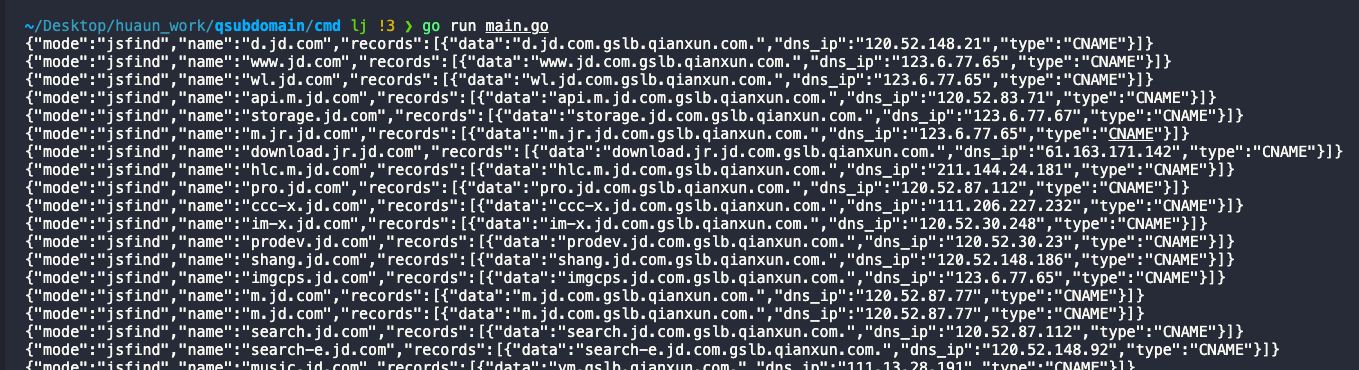 ~/Desktop/huaun_work/qsubdomain/cmd lj !3 ❯ go run main.go
{"mode":"jsfind","name":"d.jd.com","records":[{"data":"d.jd.com.gslb.qianxun.com.","dns_ip":"120.52.148.21","type":"CNAME"}]}
{"mode":"jsfind","name":"www.jd.com","records":[{"data":"www.jd.com.gslb.qianxun.com.","dns_ip":"123.6.77.65","type":"CNAME"}]}
{"mode":"jsfind","name":"wl.jd.com","records":[{"data":"wl.jd.com.gslb.qianxun.com.","dns_ip":"123.6.77.65","type":"CNAME"}]}
{"mode":"jsfind","name":"api.m.jd.com","records":[{"data":"api.m.jd.com.gslb.qianxun.com.","dns_ip":"120.52.83.71","type":"CNAME"}]}
{"mode":"jsfind","name":"storage.jd.com","records":[{"data":"storage.jd.com.gslb.qianxun.com.","dns_ip":"123.6.77.67","type":"CNAME"}]}
{"mode":"jsfind","name":"m.jr.jd.com","records":[{"data":"m.jr.jd.com.gslb.qianxun.com.","dns_ip":"123.6.77.65","type":"CNAME"}]}
{"mode":"jsfind","name":"download.jr.jd.com","records":[{"data":"download.jr.jd.com.gslb.qianxun.com.","dns_ip":"61.163.171.142","type":"CNAME"}]}
{"mode":"jsfind","name":"hlc.m.jd.com","records":[{"data":"hlc.m.jd.com.gslb.qianxun.com.","dns_ip":"211.144.24.181","type":"CNAME"}]}
{"mode":"jsfind","name":"pro.jd.com","records":[{"data":"pro.jd.com.gslb.qianxun.com.","dns_ip":"120.52.87.112","type":"CNAME"}]}
{"mode":"jsfind","name":"ccc-x.jd.com","records":[{"data":"ccc-x.jd.com.gslb.qianxun.com.","dns_ip":"111.206.227.232","type":"CNAME"}]}
{"mode":"jsfind","name":"im-x.jd.com","records":[{"data":"im-x.jd.com.gslb.qianxun.com.","dns_ip":"120.52.30.248","type":"CNAME"}]}
{"mode":"jsfind","name":"prodev.jd.com","records":[{"data":"prodev.jd.com.gslb.qianxun.com.","dns_ip":"120.52.30.23","type":"CNAME"}]}
{"mode":"jsfind","name":"shang.jd.com","records":[{"data":"shang.jd.com.gslb.qianxun.com.","dns_ip":"120.52.148.186","type":"CNAME"}]}
{"mode":"jsfind","name":"imgcps.jd.com","records":[{"data":"imgcps.jd.com.gslb.qianxun.com.","dns_ip":"123.6.77.65","type":"CNAME"}]}
{"mode":"jsfind","name":"m.jd.com","records":[{"data":"m.jd.com.gslb.qianxun.com.","dns_ip":"120.52.87.77","type":"CNAME"}]}
{"mode":"jsfind","name":"m.jd.com","records":[{"data":"m.jd.com.gslb.qianxun.com.","dns_ip":"120.52.87.77","type":"CNAME"}]}
{"mode":"jsfind","name":"search.jd.com","records":[{"data":"search.jd.com.gslb.qianxun.com.","dns_ip":"120.52.87.112","type":"CNAME"}]}
{"mode":"jsfind","name":"search-e.jd.com","records":[{"data":"search-e.jd.com.gslb.qianxun.com.","dns_ip":"120.52.148.92","type":"CNAME"}]}
{"mode":"jsfind","name":"music.jd.com","records":[{"data":"ym.gslb.qianxun.com.","dns_ip":"111.13.28.191","type":"CNAME"}]}